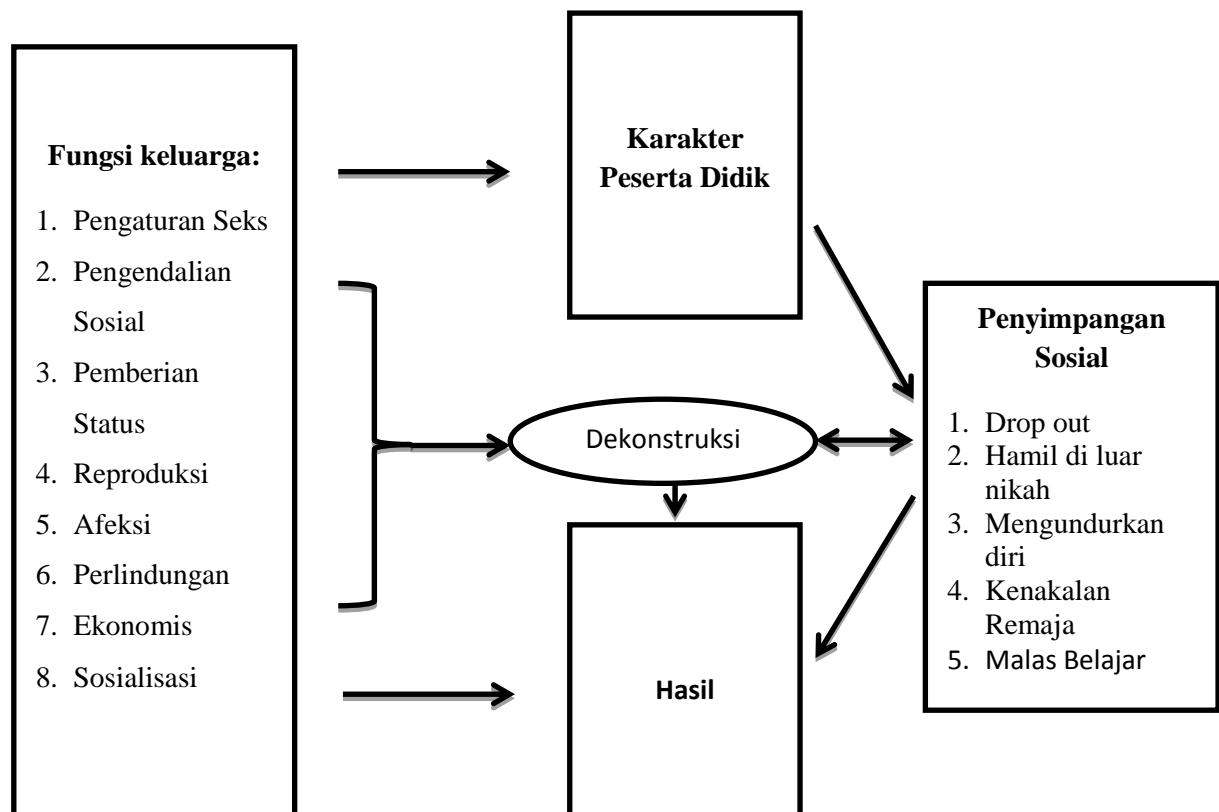 Fungsi keluarga:
1. Pengaturan Seks
2. Pengendalian
Sosial
3. Pemberian
Status
4. Reproduksi
5. Afeksi
6. Perlindungan
7. Ekonomis
8. Sosialisasi
Karakter
Peserta Didik
Dekonstruksi
Hasil
Penyimpangan
Sosial
1. Drop out
2. Hamil di luar
nikah
3. Mengundurkan
diri
4. Kenakalan
Remaja
5. Malas Belajar